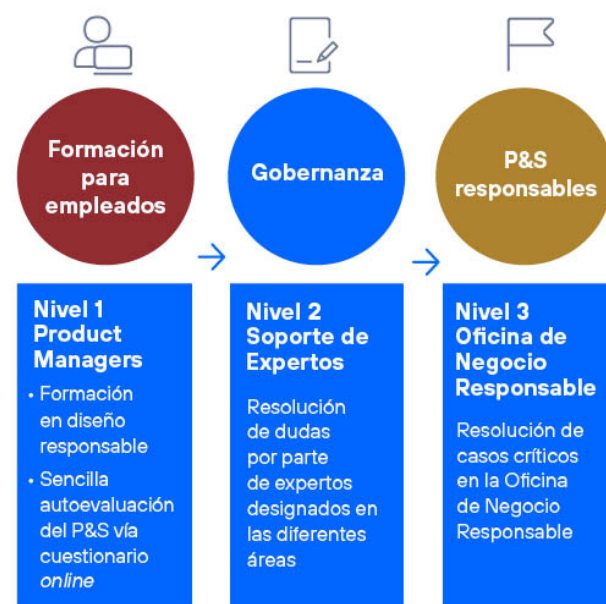 Formación
para
empleados
Gobernanza
P&S
responsables
Nivel 1
Product
Managers
• Formación
en diseño
responsable
• Sencilla
autoevaluación
del P&S vía
cuestionario
online
Nivel 2
Soporte de
Expertos
Resolución
de dudas
por parte
de expertos
designados en
las diferentes
áreas
Nivel 3
Oficina de
Negocio
Responsable
Resolución de
casos críticos
en la Oficina
de Negocio
Responsable